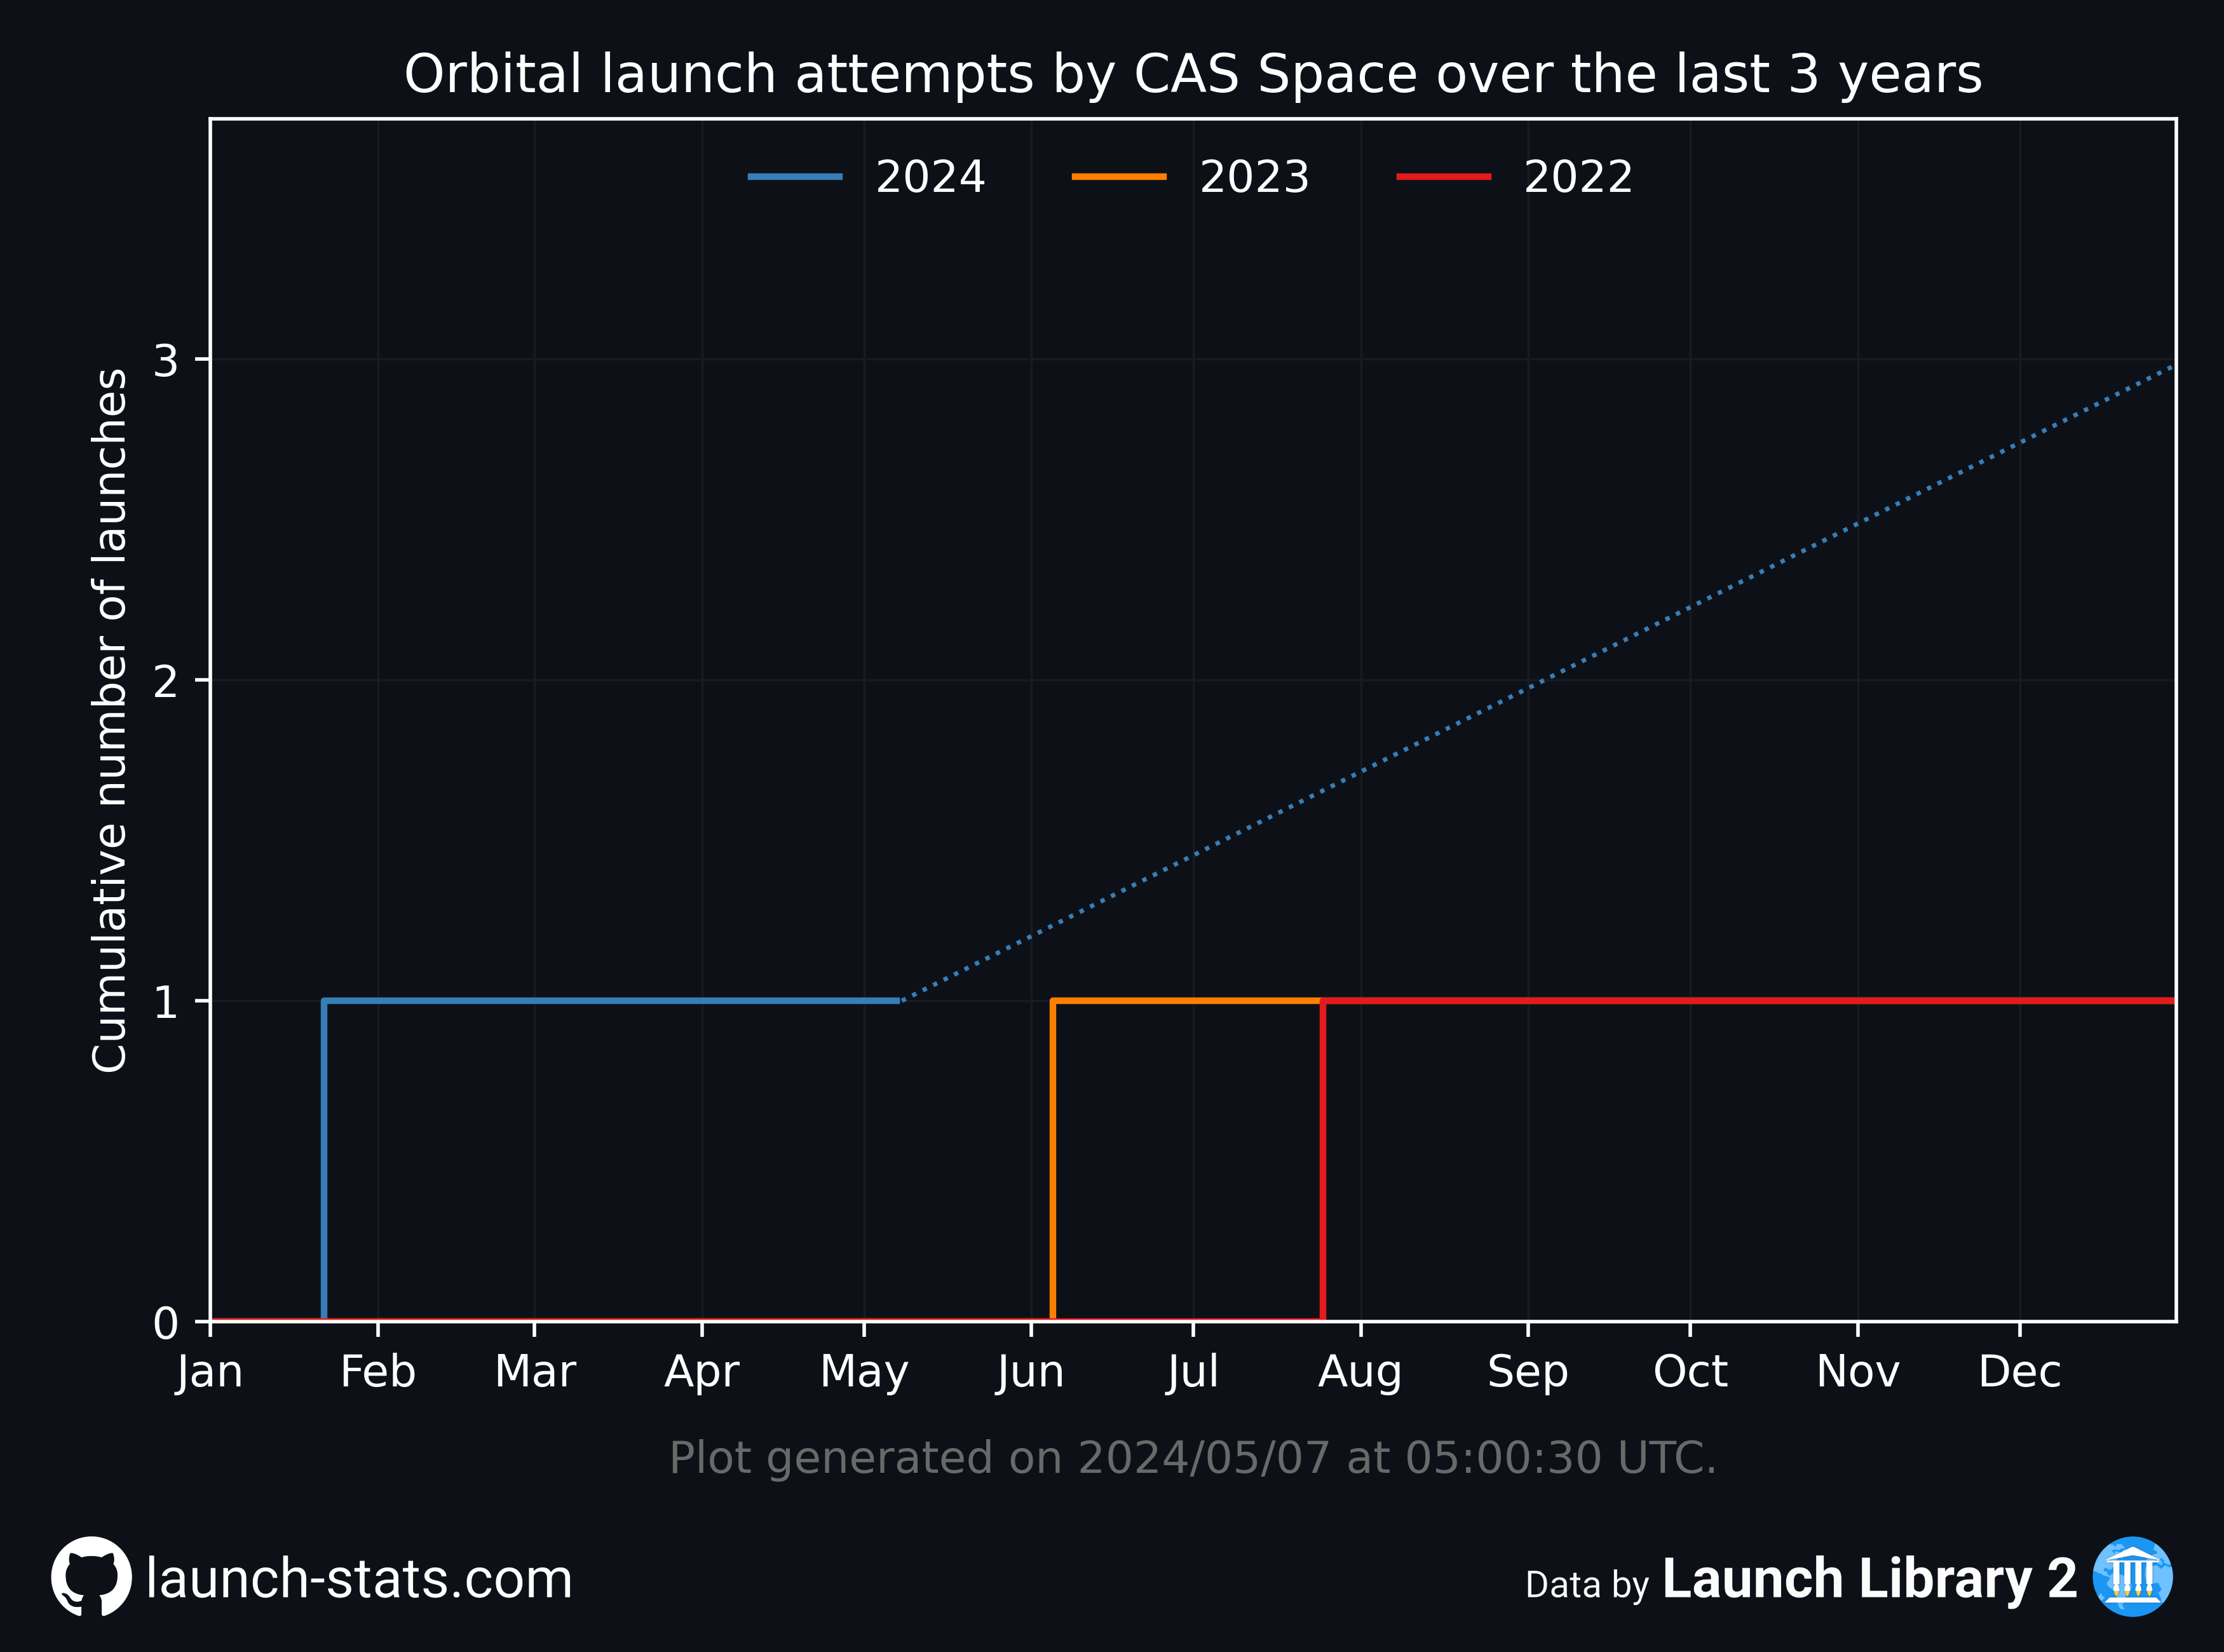 Orbital launch attempts by CAS Space over the last 3 years
2024 2023 2022
Cumulative number of launches
3
2
1
0
Jan Feb Mar Apr May Jun Jul Aug Sep Oct Nov Dec
Plot generated on 2024/05/07 at 05:00:30 UTC.
launch-stats.com
Data by Launch Library 2